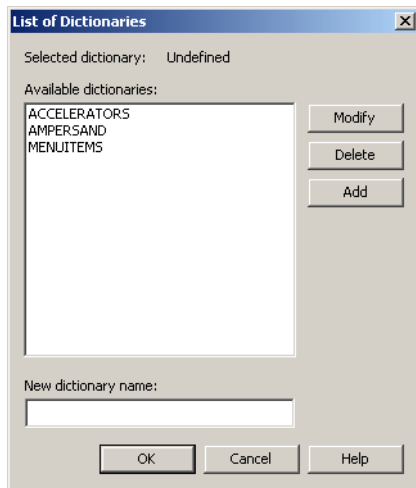 List of Dictionaries
Selected dictionary: Undefined
Available dictionaries:
ACCELERATORS
AMPERSAND
MENUITEMS
Modify
Delete
Add
New dictionary name:
OK Cancel Help